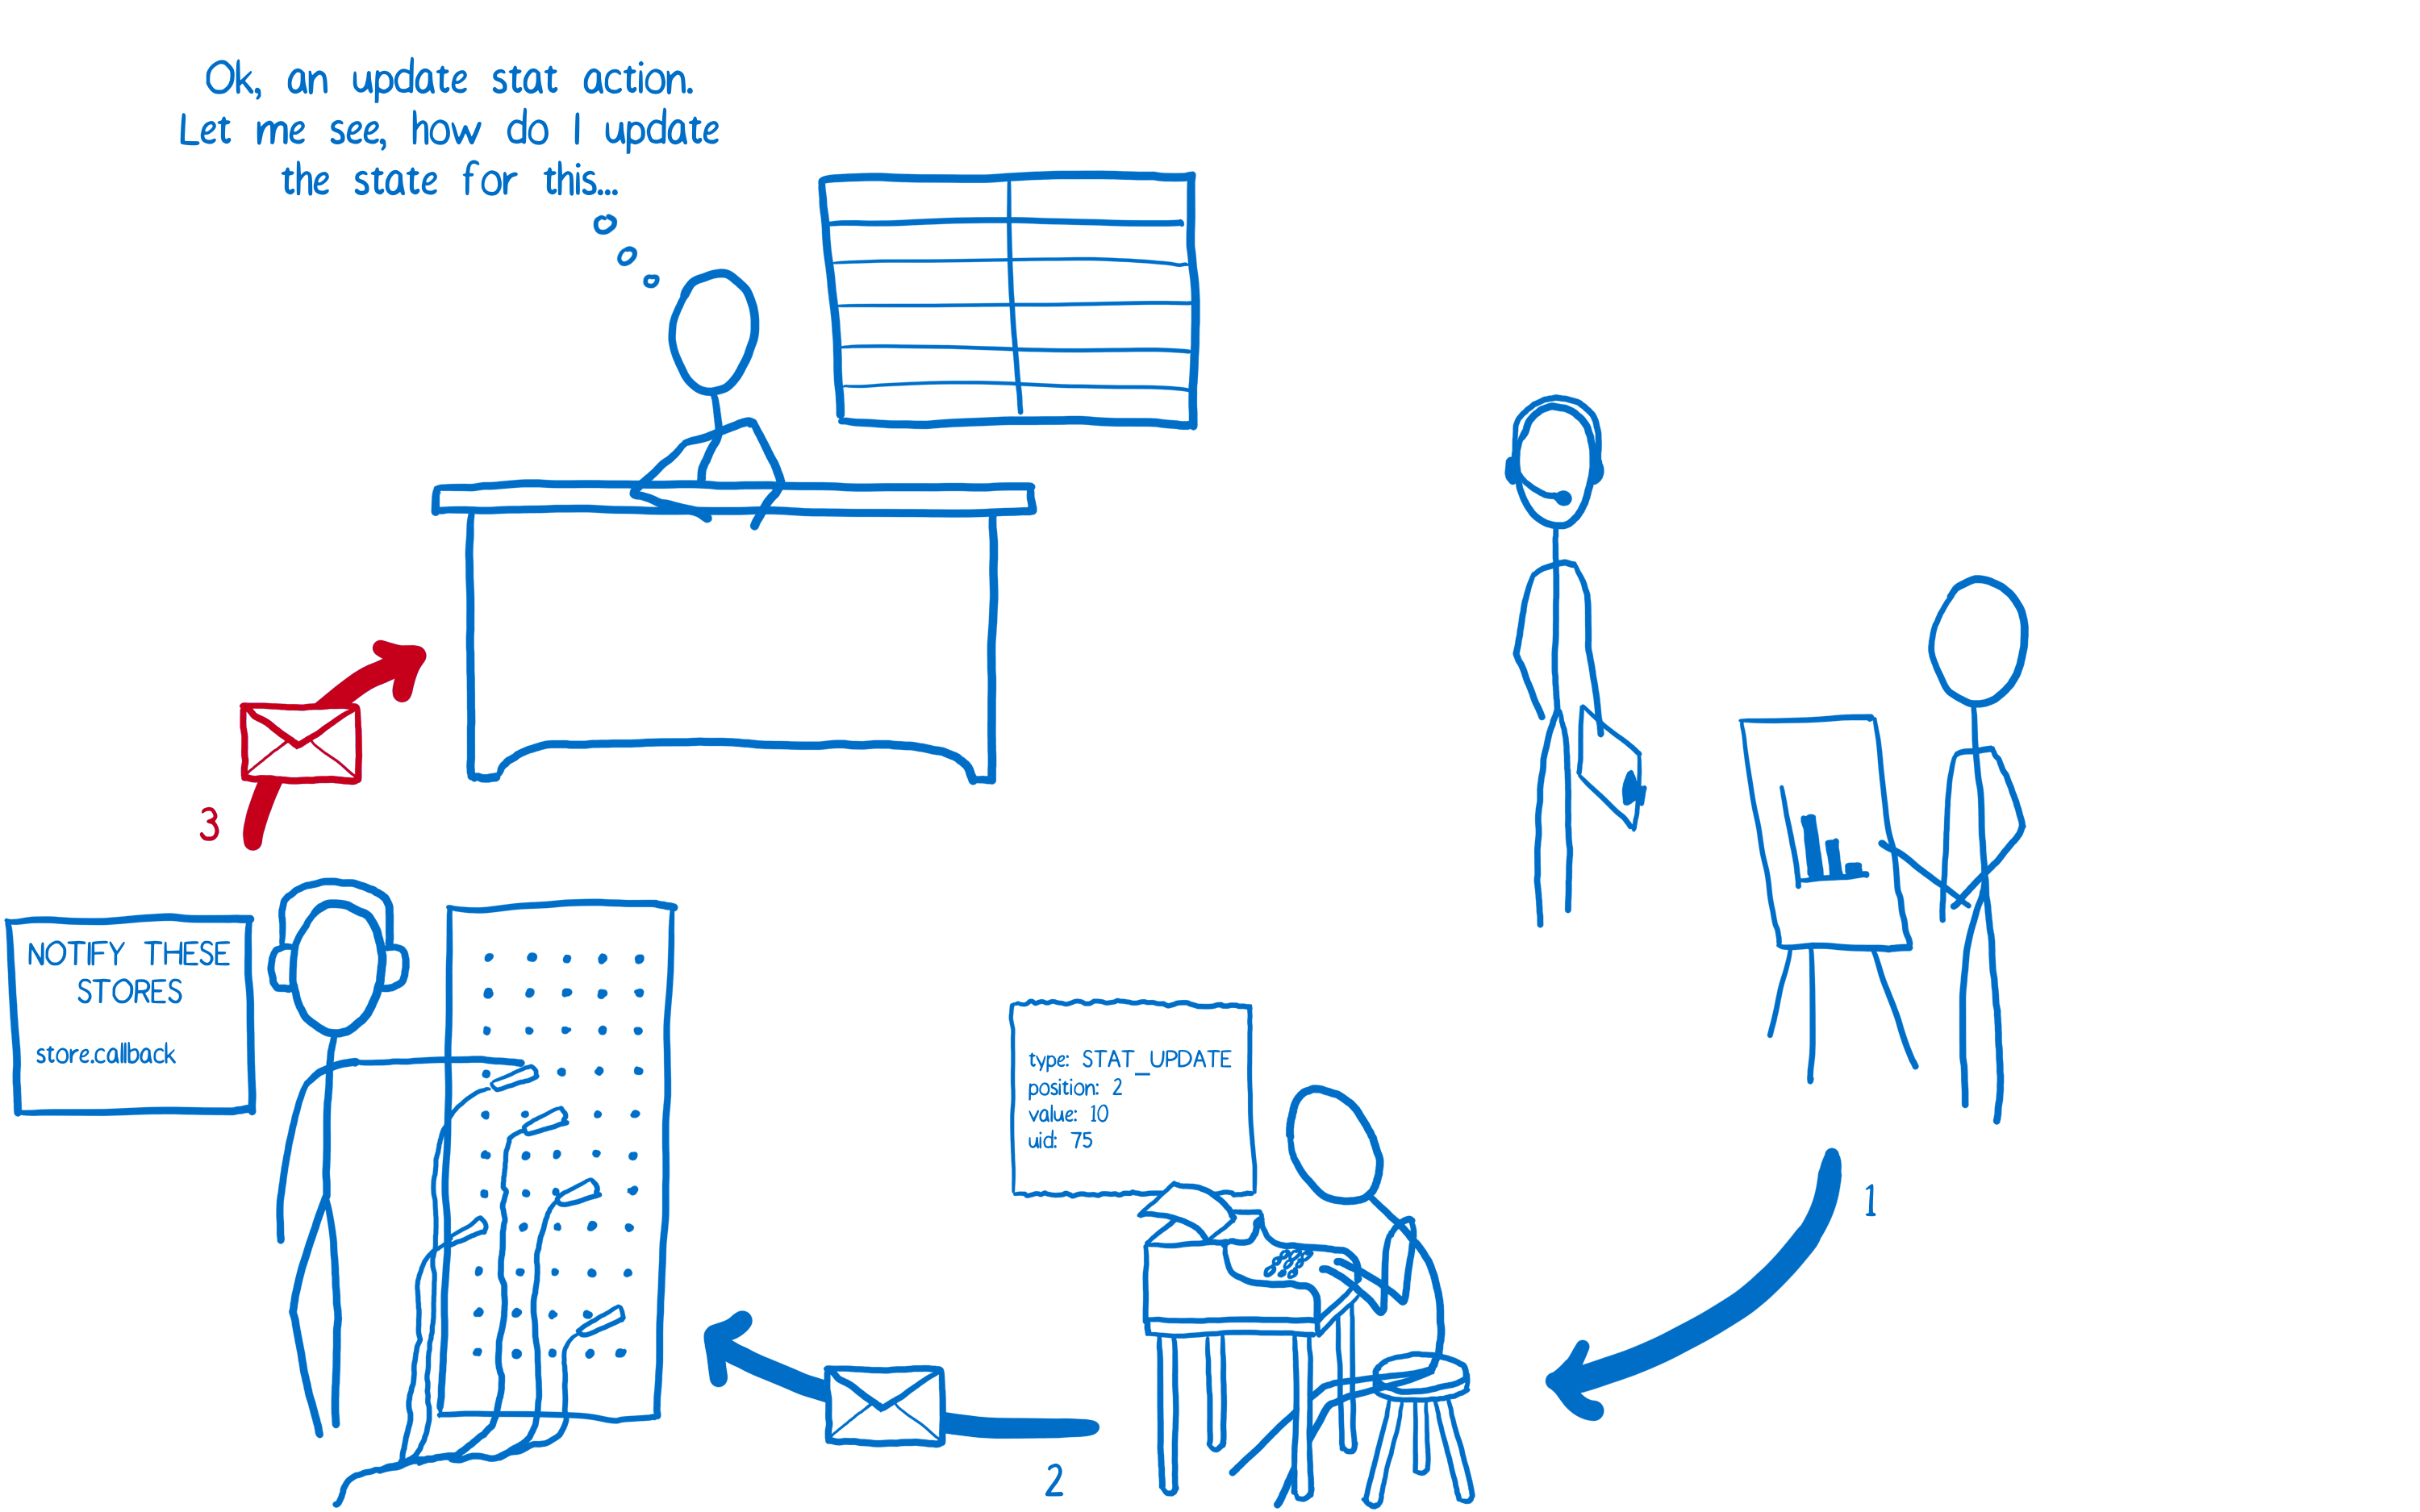 Ok, an update stat action.
Let me see, how do I update
the state for this...
3
NOTIFY THESE
STORES
store.callback
type: STAT_UPDATE
position: 2
value: 10
uid: 75
1
2